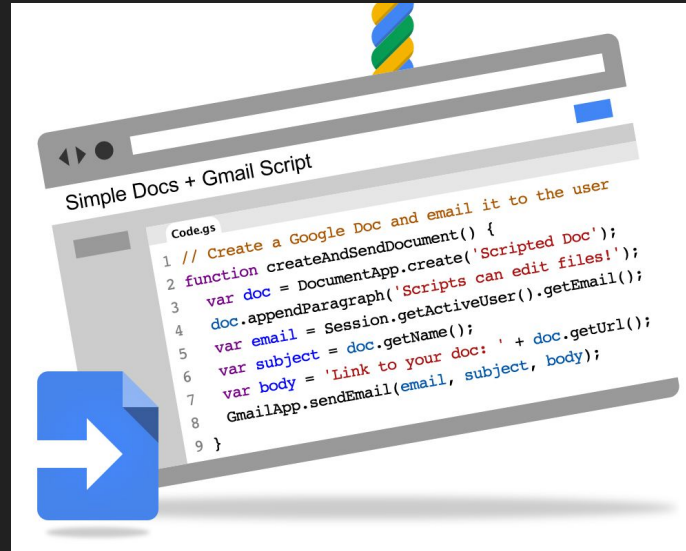 Simple Docs + Gmail Script
Code.gs
1 // Create a Google Doc and email it to the user
2 function createAndSendDocument() {
3 var doc = DocumentApp.create('Scripted Doc');
4 doc.appendParagraph('Scripts can edit files!');
5 var email = Session.getActiveUser().getEmail();
6 var subject = doc.getName();
7 var body = 'Link to your doc: ' + doc.getUrl();
8 GmailApp.sendEmail(email, subject, body);
9 }